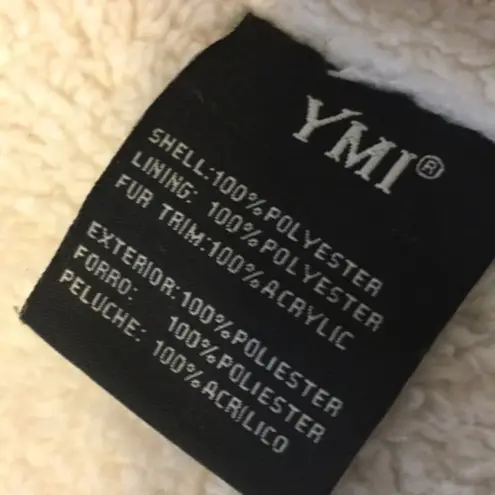 YMI®
SHELL:100%POLYESTER
LINING: 100%POLYESTER
FUR TRIM:100%ACRYLIC
EXTERIOR:100%POLIESTER
FORRO: 100%POLIESTER
PELUCHE: 100%ACRILICO